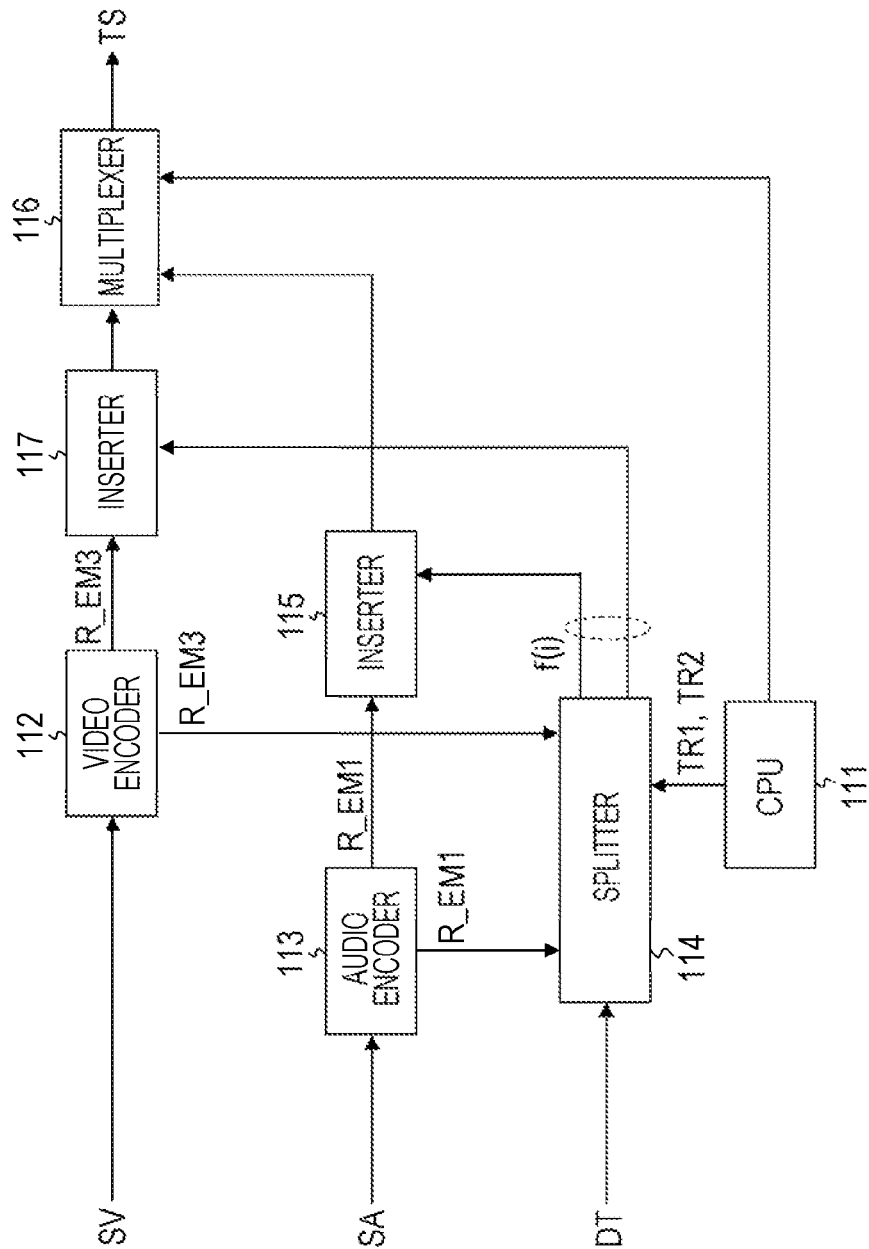 SV
112
VIDEO
ENCODER
R_EM3
R_EM3
117
INSERTER
116
MULTIPLEXER
TS
SA
113
AUDIO
ENCODER
R_EM1
R_EM1
115
INSERTER
f(i)
DT
SPLITTER
114
TR1, TR2
CPU
111